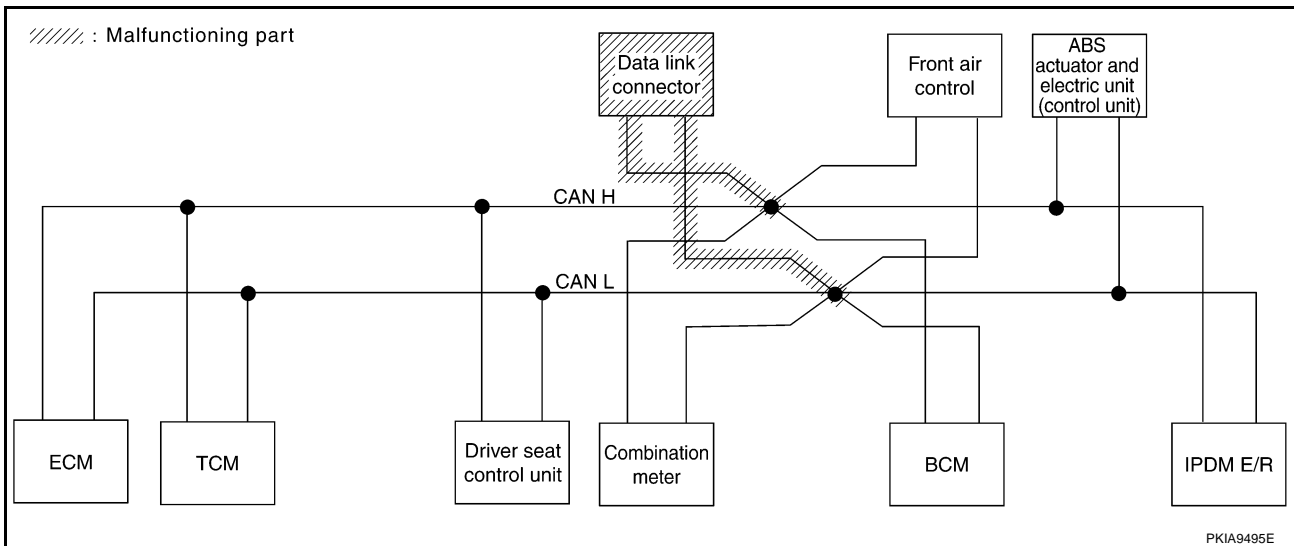 : Malfunctioning part
Data link
connector
Front air
control
ABS
actuator and
electric unit
(control unit)
CAN H
CAN L
ECM
TCM
Driver seat
control unit
Combination
meter
BCM
IPDM E/R
PKIA9495E